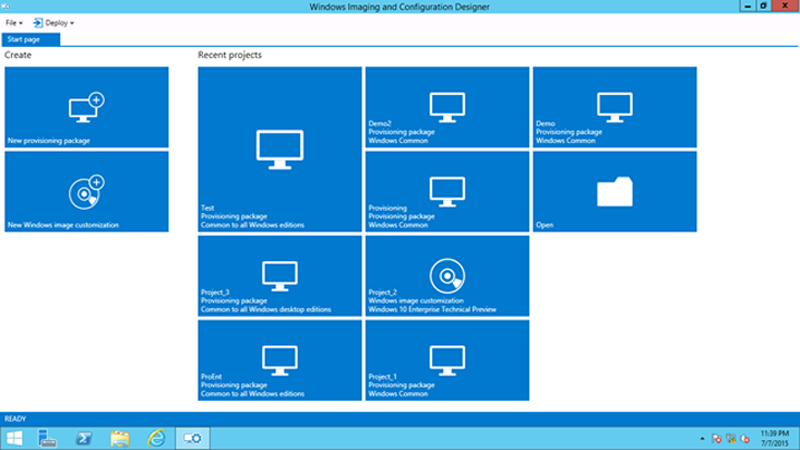 Windows Imaging and Configuration Designer
File
Deploy
Start page
Create
Recent projects
New provisioning package
New Windows image customization
Test
Provisioning package
Common to all Windows editions
Demo2
Provisioning package
Windows Common
Demo
Provisioning package
Windows Common
Provisioning
Provisioning package
Windows Common
Open
Project_3
Provisioning package
Common to all Windows desktop editions
Project_2
Windows image customization
Windows 10 Enterprise Technical Preview
ProEnt
Provisioning package
Common to all Windows editions
Project_1
Provisioning package
Windows Common
READY
11:39 PM
7/7/2015